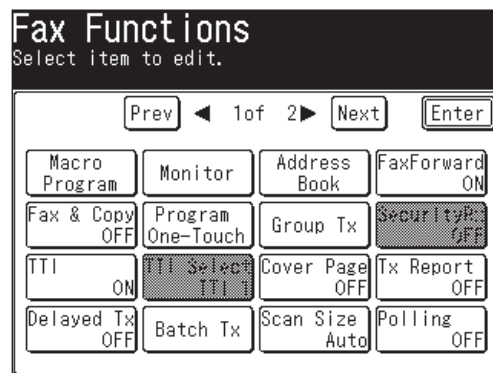 Fax Functions
Select item to edit.
Prev ◀ 1of 2▶ Next Enter
Macro Program
Monitor
Address Book
FaxForward ON
Fax & Copy OFF
Program One-Touch
Group Tx
SecurityRx OFF
TTI ON
TTI Select TTI 1
Cover Page OFF
Tx Report OFF
Delayed Tx OFF
Batch Tx
Scan Size Auto
Polling OFF